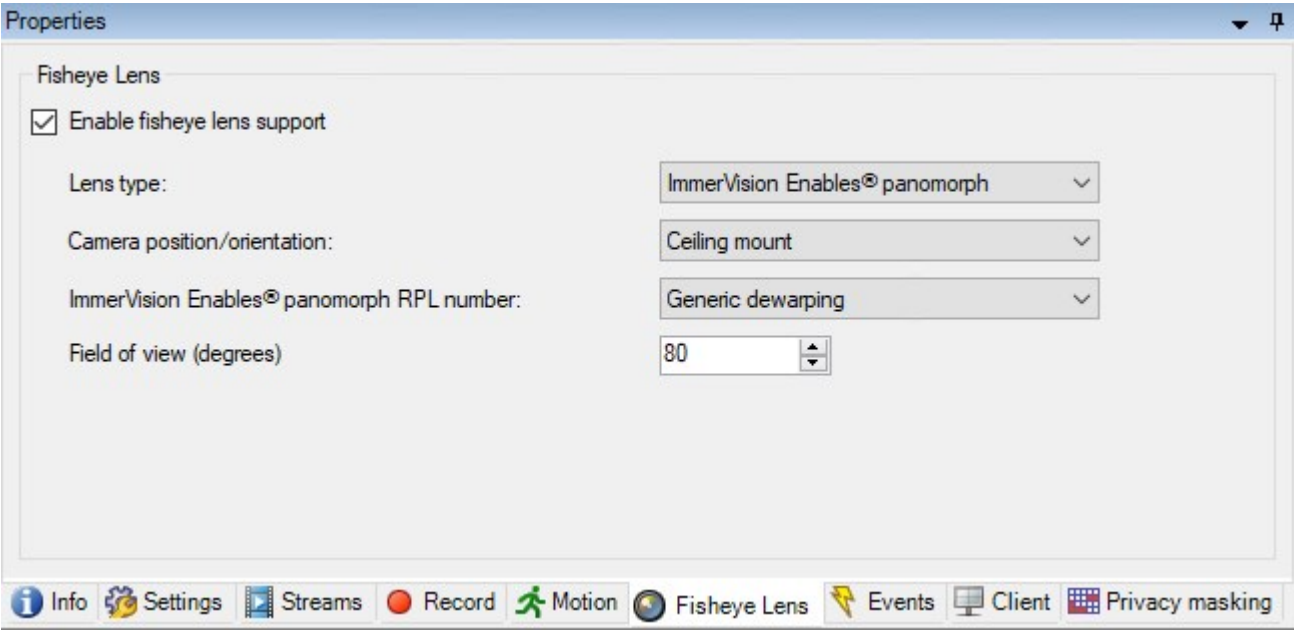 Properties
Fisheye Lens
Enable fisheye lens support
Lens type: ImmerVision Enables® panomorph
Camera position/orientation: Ceiling mount
ImmerVision Enables® panomorph RPL number: Generic dewarping
Field of view (degrees) 80
Info Settings Streams Record Motion Fisheye Lens Events Client Privacy masking